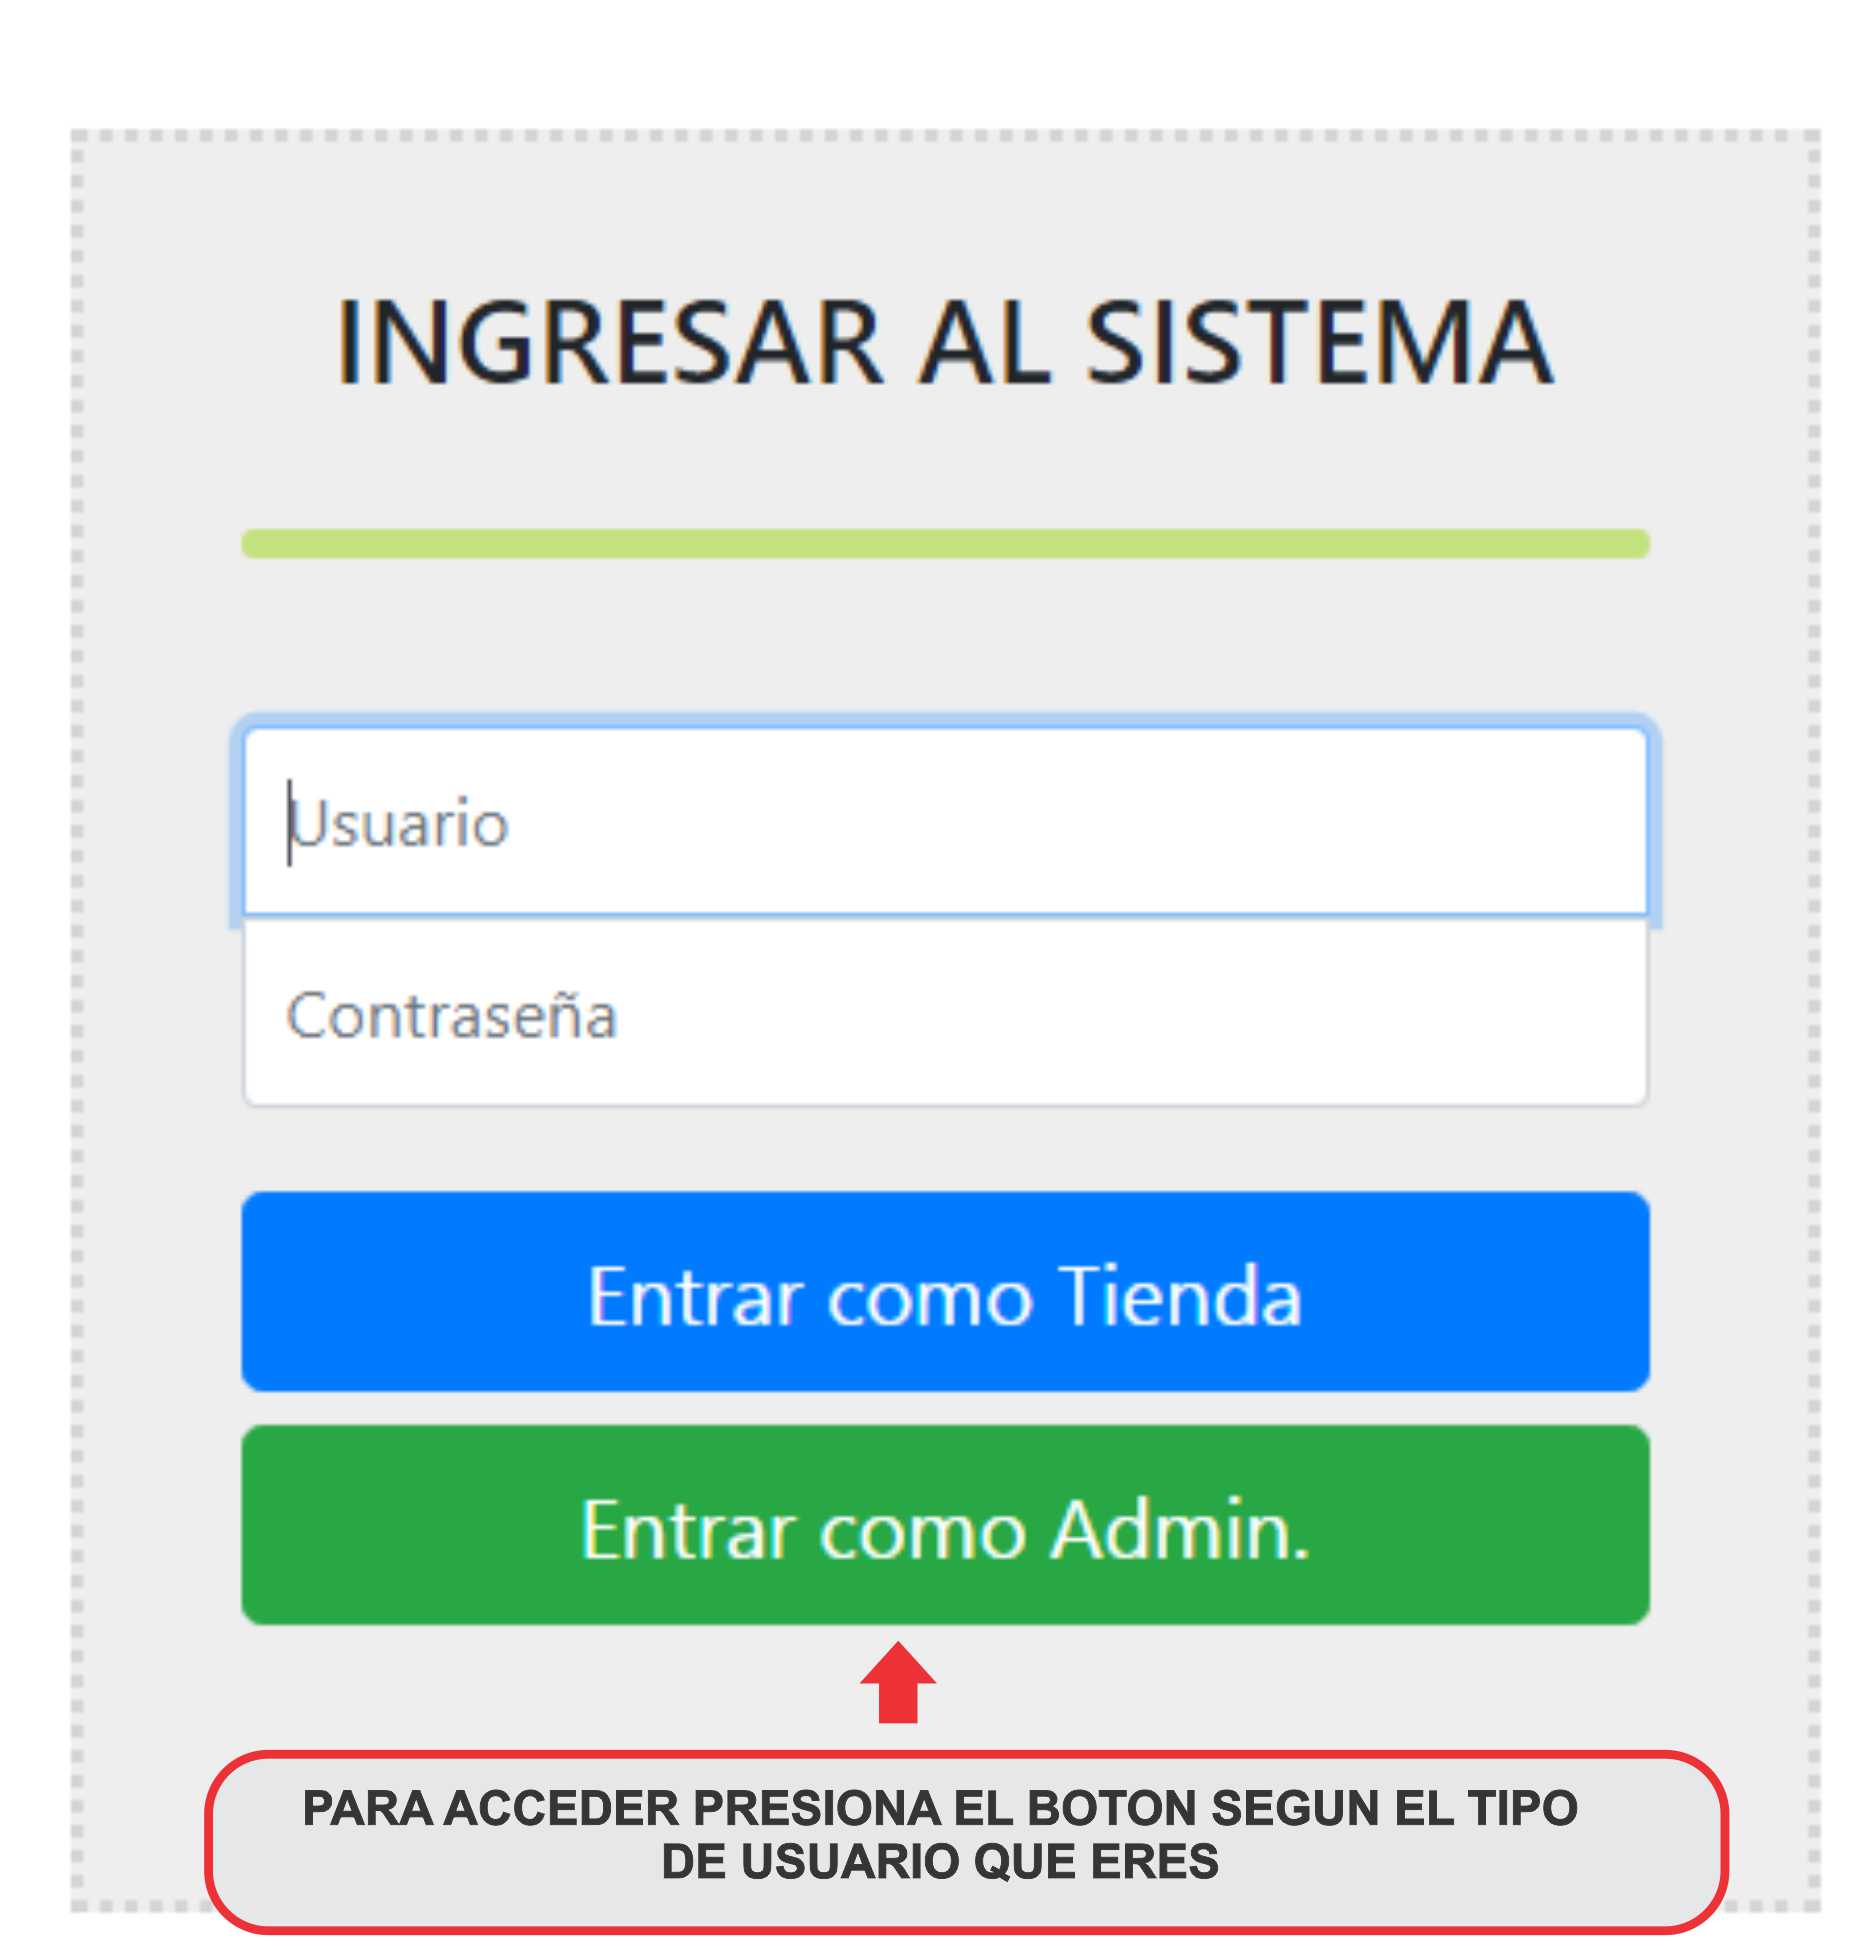 INGRESAR AL SISTEMA
Usuario
Contraseña
Entrar como Tienda
Entrar como Admin.
PARA ACCEDER PRESIONA EL BOTON SEGUN EL TIPO
DE USUARIO QUE ERES